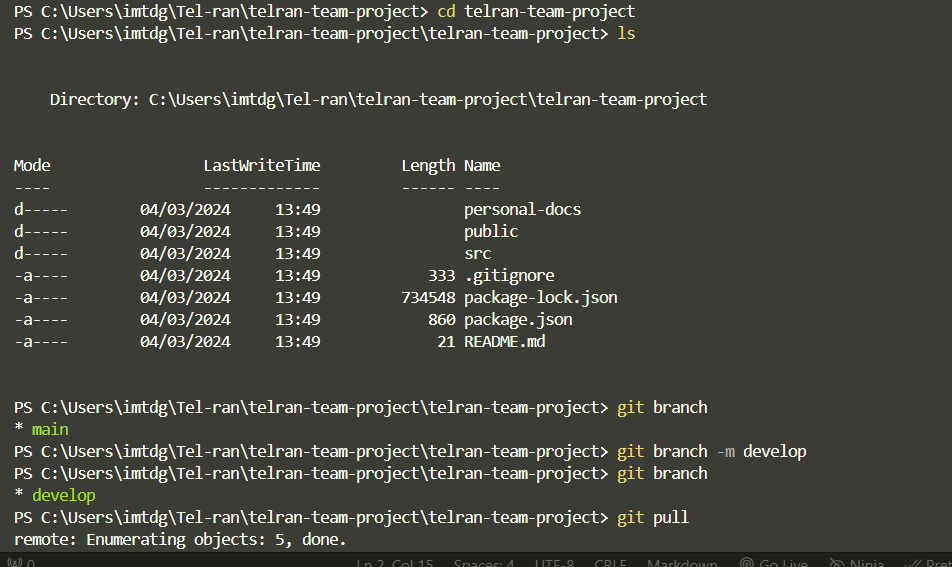 PS C:\Users\imtdg\Tel-ran\telran-team-project> cd telran-team-project
PS C:\Users\imtdg\Tel-ran\telran-team-project\telran-team-project> ls
Directory: C:\Users\imtdg\Tel-ran\telran-team-project\telran-team-project
Mode LastWriteTime Length Name
---- ------------- ------ ----
d----- 04/03/2024 13:49 personal-docs
d----- 04/03/2024 13:49 public
d----- 04/03/2024 13:49 src
-a---- 04/03/2024 13:49 333 .gitignore
-a---- 04/03/2024 13:49 734548 package-lock.json
-a---- 04/03/2024 13:49 860 package.json
-a---- 04/03/2024 13:49 21 README.md
PS C:\Users\imtdg\Tel-ran\telran-team-project\telran-team-project> git branch
* main
PS C:\Users\imtdg\Tel-ran\telran-team-project\telran-team-project> git branch -m develop
PS C:\Users\imtdg\Tel-ran\telran-team-project\telran-team-project> git branch
* develop
PS C:\Users\imtdg\Tel-ran\telran-team-project\telran-team-project> git pull
remote: Enumerating objects: 5, done.
0 Ln 2, Col 15 Spaces: 4 UTF-8 CRLF Markdown Go Live Ninja